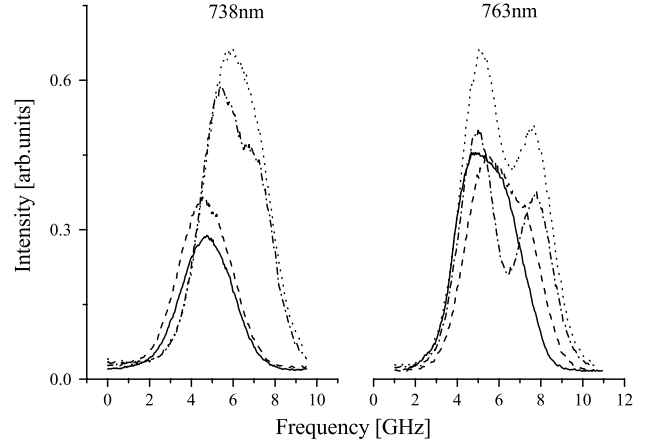 738nm
763nm
0.6
0.3
0.0
Intensity [arb.units]
0 2 4 6 8 10
0 2 4 6 8 10 12
Frequency [GHz]